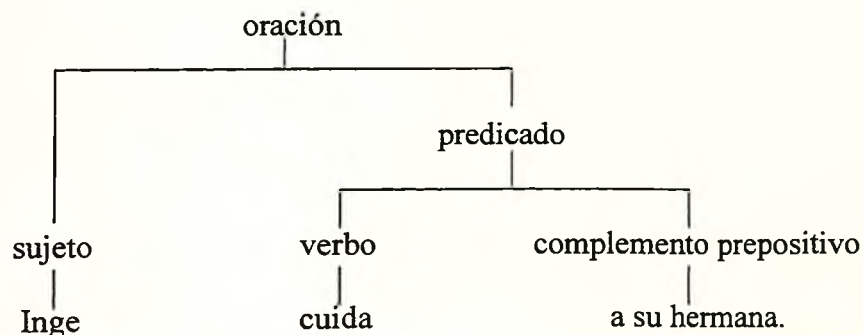 oración
predicado
sujeto verbo complemento prepositivo
Inge cuida a su hermana.